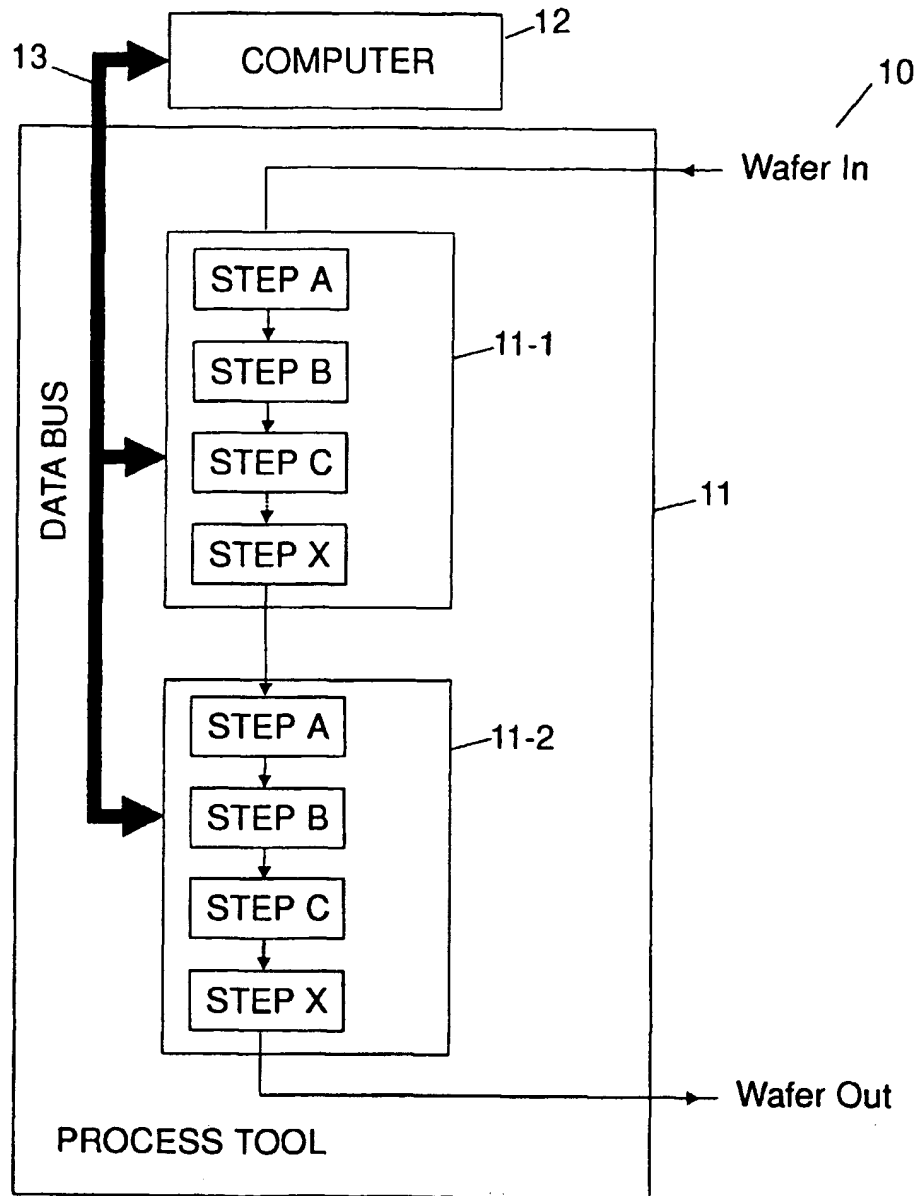 13
12
COMPUTER
10
Wafer In
STEP A
STEP B
11-1
STEP C
STEP X
DATA BUS
11
STEP A
11-2
STEP B
STEP C
STEP X
Wafer Out
PROCESS TOOL